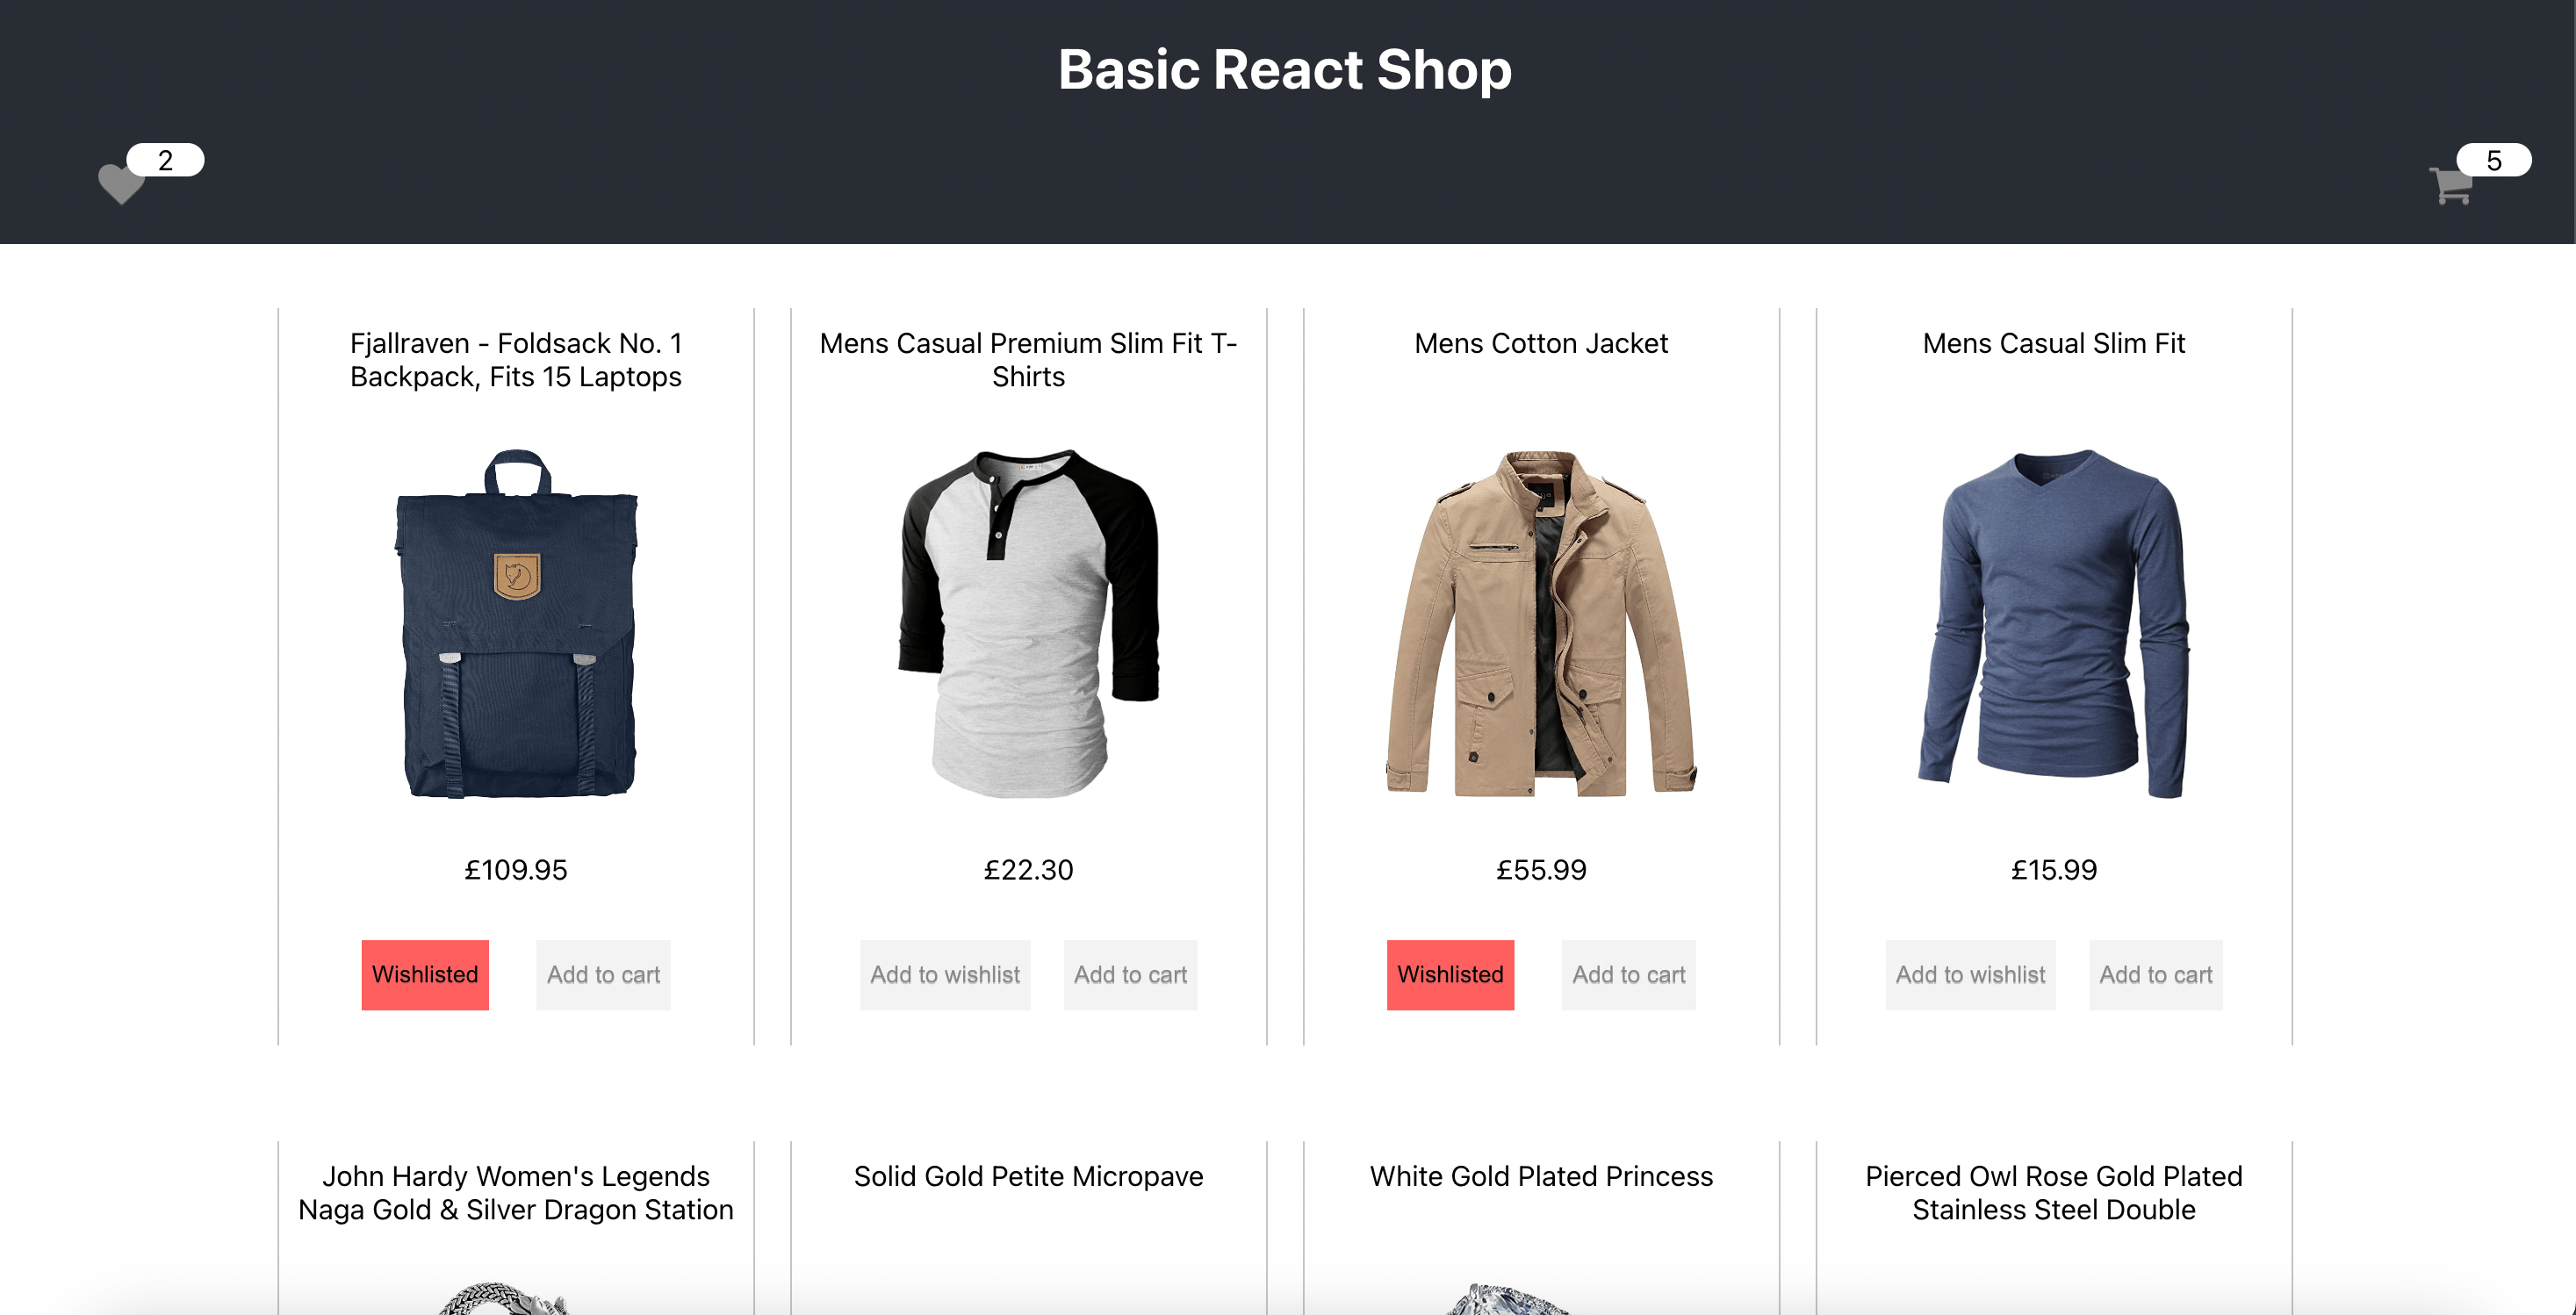 Basic React Shop
2
5
Fjallraven - Foldsack No. 1
Backpack, Fits 15 Laptops
Mens Casual Premium Slim Fit T-
Shirts
Mens Cotton Jacket
Mens Casual Slim Fit
£109.95
£22.30
£55.99
£15.99
Wishlisted
Add to cart
Add to wishlist
Add to cart
Wishlisted
Add to cart
Add to wishlist
Add to cart
John Hardy Women's Legends
Naga Gold & Silver Dragon Station
Solid Gold Petite Micropave
White Gold Plated Princess
Pierced Owl Rose Gold Plated
Stainless Steel Double